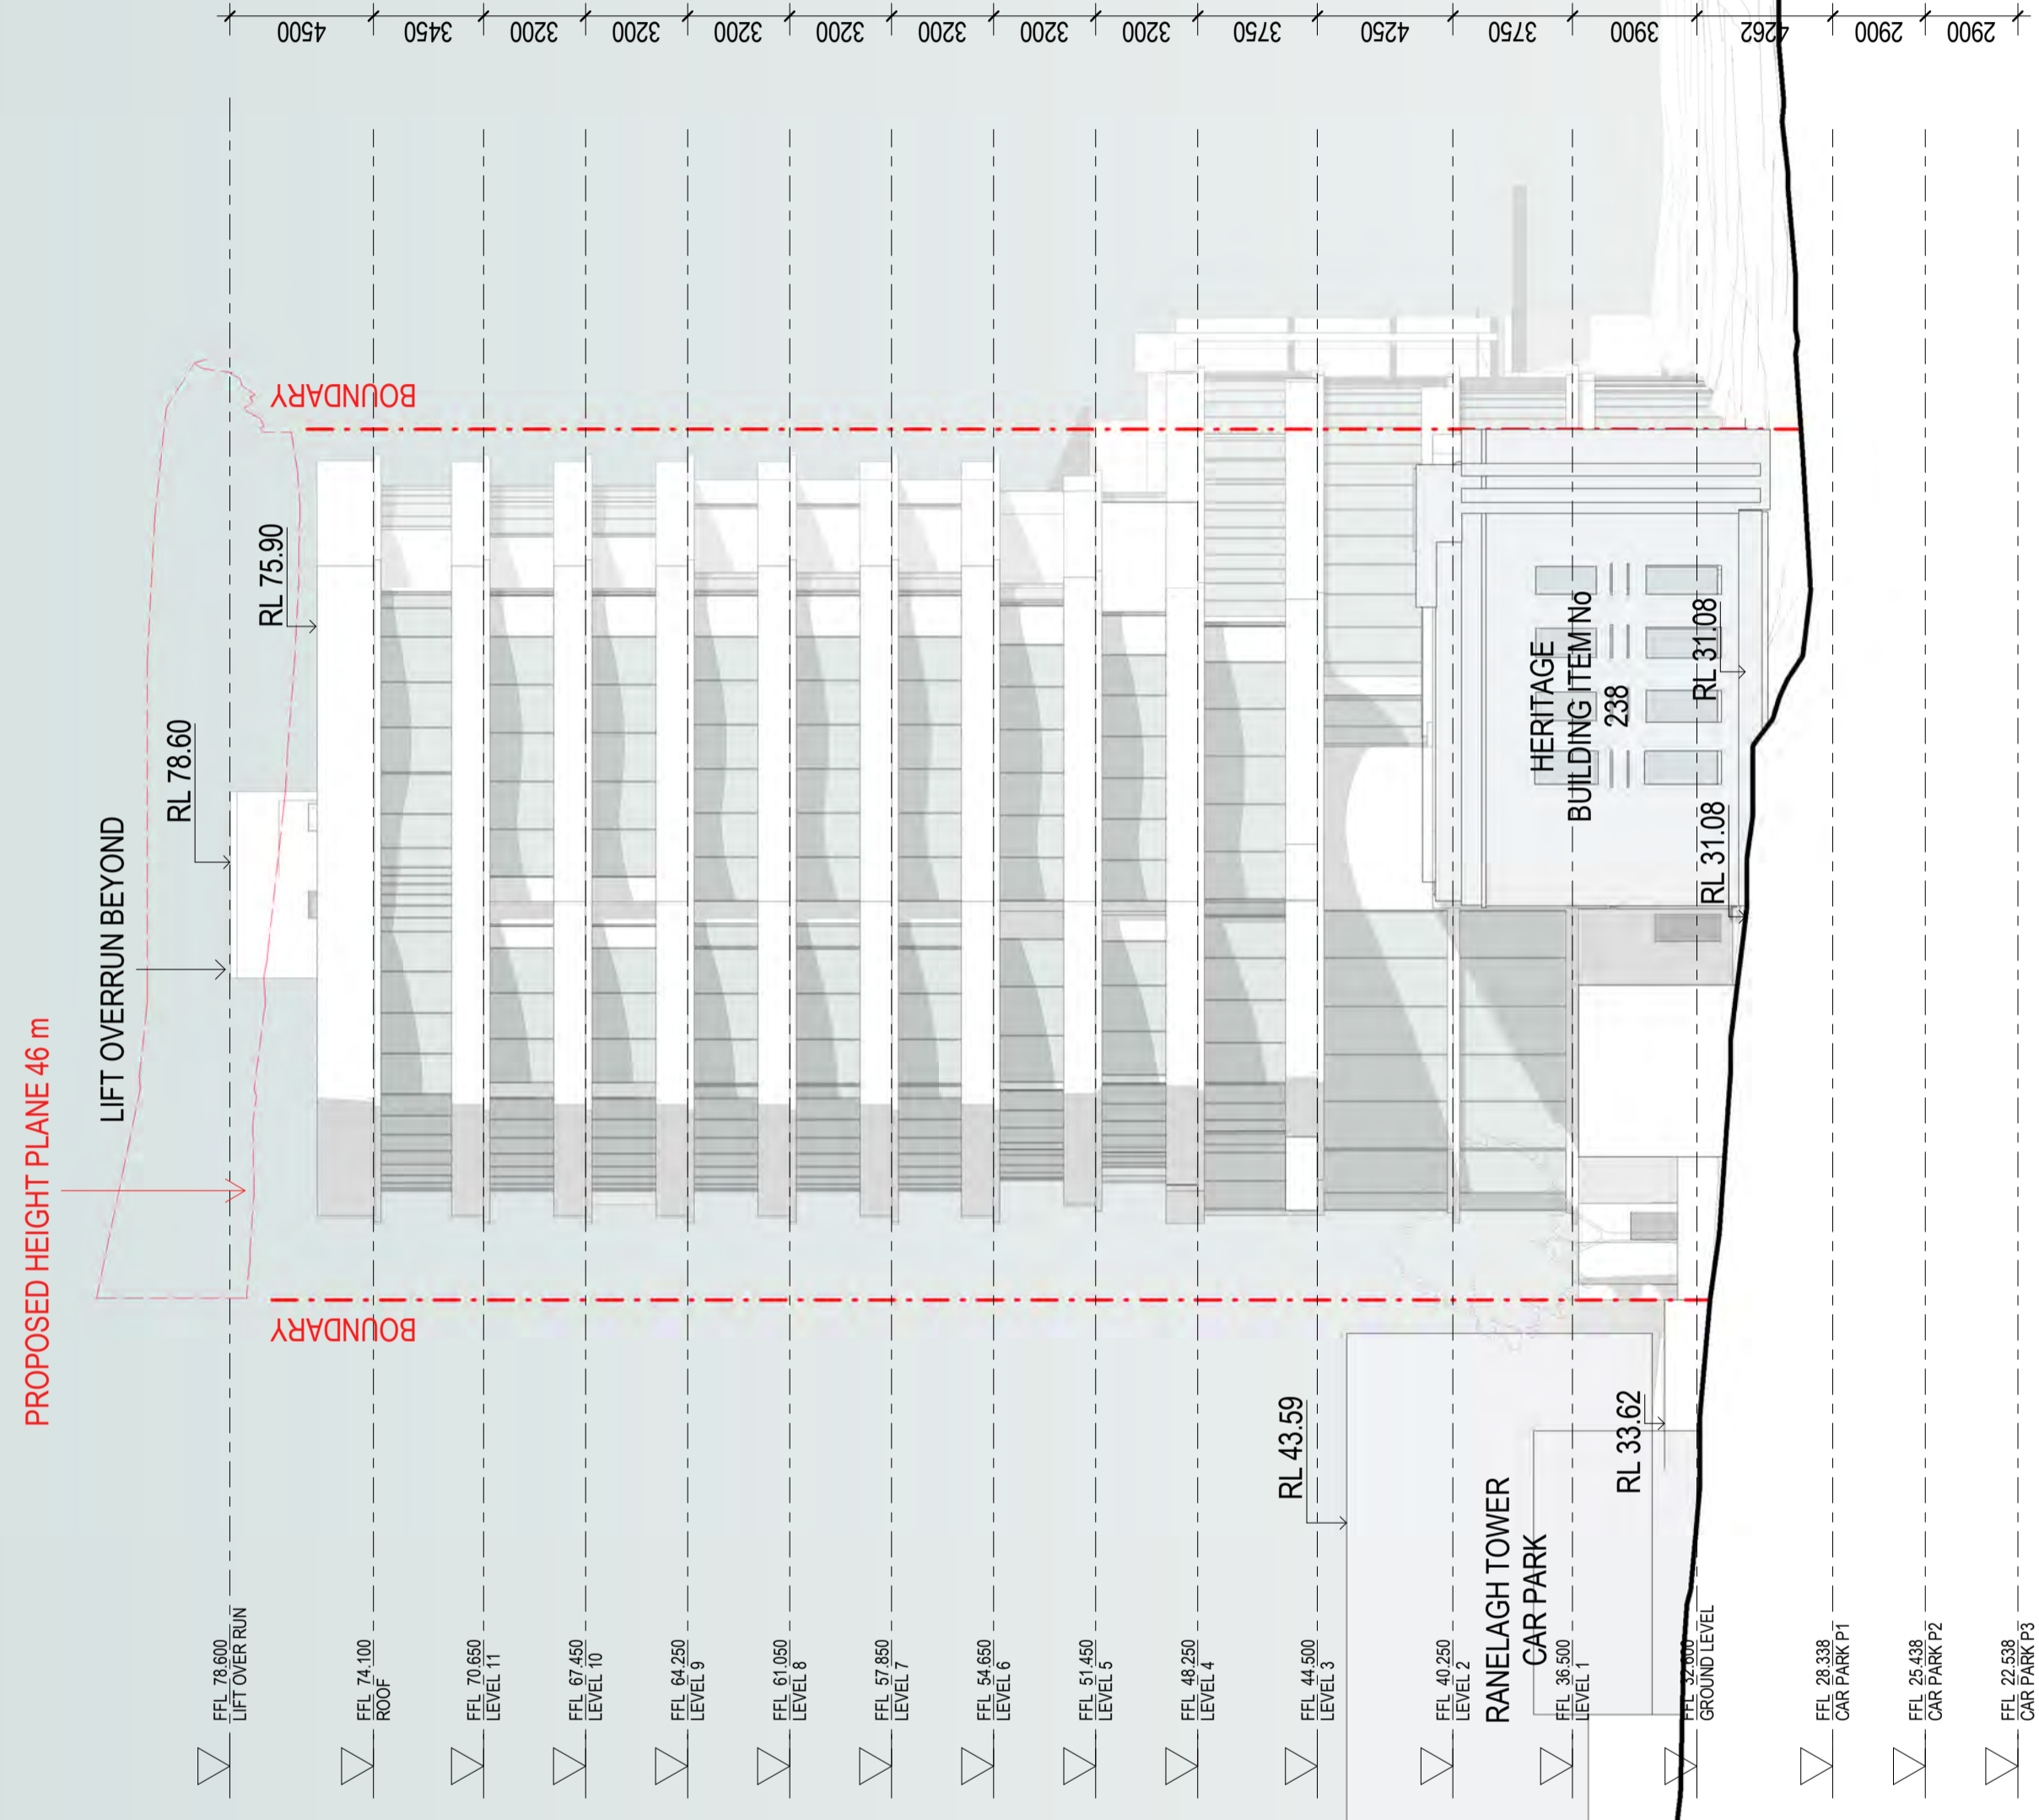 PROPOSED HEIGHT PLANE 46 m
LIFT OVERRUN BEYOND
RL 78.60
RL 75.90
BOUNDARY
BOUNDARY
FFL 78.600
LIFT OVER RUN
4500
FFL 74.100
ROOF
3450
FFL 70.650
LEVEL 11
3200
FFL 67.450
LEVEL 10
3200
FFL 64.250
LEVEL 9
3200
FFL 61.050
LEVEL 8
3200
FFL 57.850
LEVEL 7
3200
FFL 54.650
LEVEL 6
3200
FFL 51.450
LEVEL 5
3200
FFL 48.250
LEVEL 4
3750
RL 43.59
FFL 44.500
LEVEL 3
4250
FFL 40.250
LEVEL 2
3750
RANELAGH TOWER
CAR PARK
HERITAGE
BUILDING ITEM No
238
FFL 36.500
LEVEL 1
3900
RL 33.62
RL 31.08
RL 31.08
FFL 32.600
GROUND LEVEL
4262
FFL 28.338
CAR PARK P1
2900
FFL 25.438
CAR PARK P2
2900
FFL 22.538
CAR PARK P3